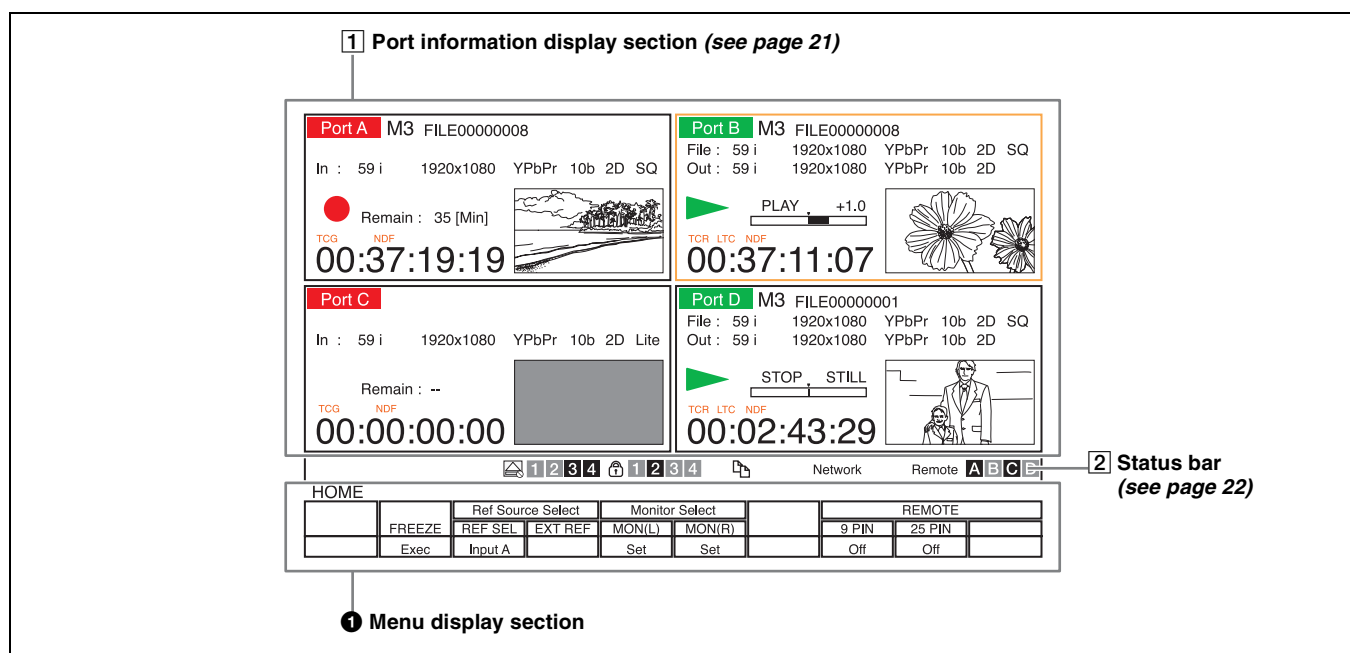 1 Port information display section (see page 21)
Port A M3 FILE00000008
In : 59 i 1920x1080 YPbPr 10b 2D SQ
Remain : 35 [Min]
TCG NDF
00:37:19:19
Port B M3 FILE00000008
File : 59 i 1920x1080 YPbPr 10b 2D SQ
Out : 59 i 1920x1080 YPbPr 10b 2D
PLAY +1.0
TCR LTC NDF
00:37:11:07
Port C
In : 59 i 1920x1080 YPbPr 10b 2D Lite
Remain : --
TCG NDF
00:00:00:00
Port D M3 FILE00000001
File : 59 i 1920x1080 YPbPr 10b 2D SQ
Out : 59 i 1920x1080 YPbPr 10b 2D
STOP STILL
TCR LTC NDF
00:02:43:29
1 2 3 4 1 2 3 4 Network Remote A B C
2 Status bar
(see page 22)
HOME
Ref Source Select Monitor Select REMOTE
FREEZE REF SEL EXT REF MON(L) MON(R) 9 PIN 25 PIN
Exec Input A Set Set Off Off
1 Menu display section